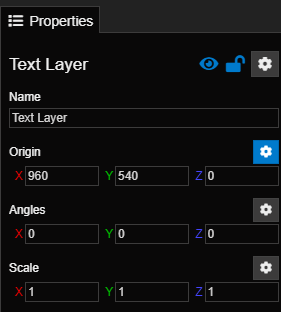 Properties
Text Layer
Name
Text Layer
Origin
X 960 Y 540 Z 0
Angles
X 0 Y 0 Z 0
Scale
X 1 Y 1 Z 1